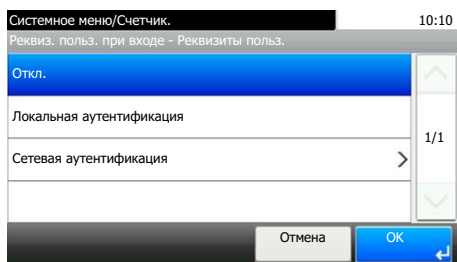 Системное меню/Счетчик. 10:10
Реквиз. польз. при входе - Реквизиты польз.
Откл.
Локальная аутентификация
1/1
Сетевая аутентификация
Отмена OK